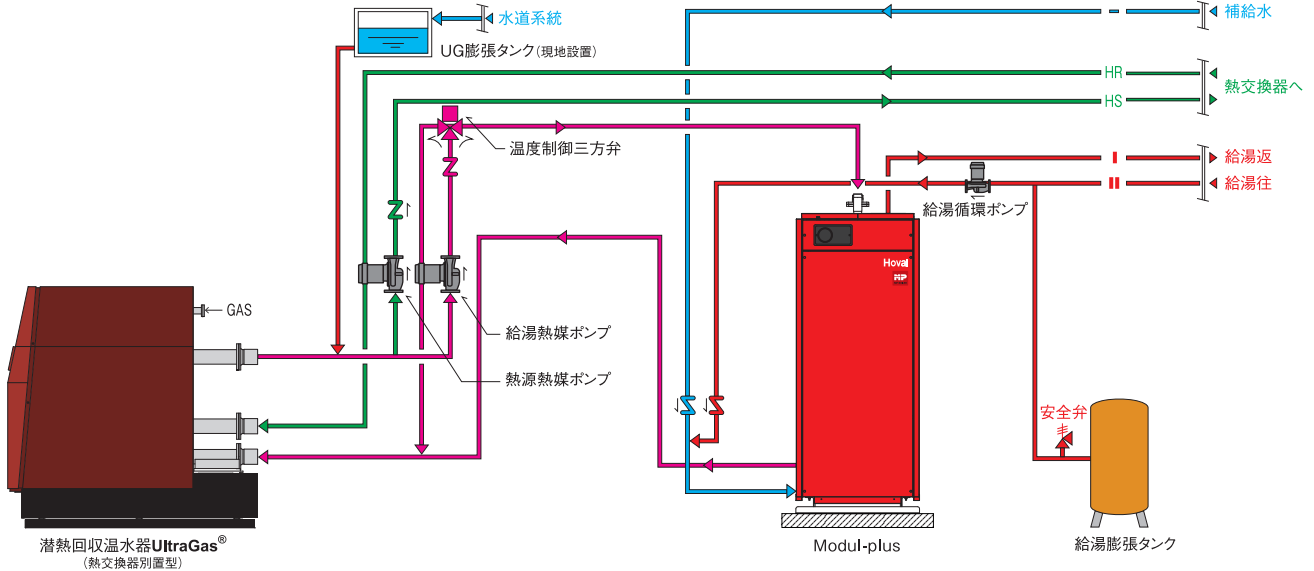 水道系統
UG膨張タンク(現地設置)
補給水
HR
HS
熱交換器へ
温度制御三方弁
給湯返
給湯往
I
II
給湯循環ポンプ
Hoval
HP
GAS
給湯熱媒ポンプ
熱源熱媒ポンプ
安全弁
潜熱回収温水器UltraGas®
(熱交換器別置型)
Modul-plus
給湯膨張タンク